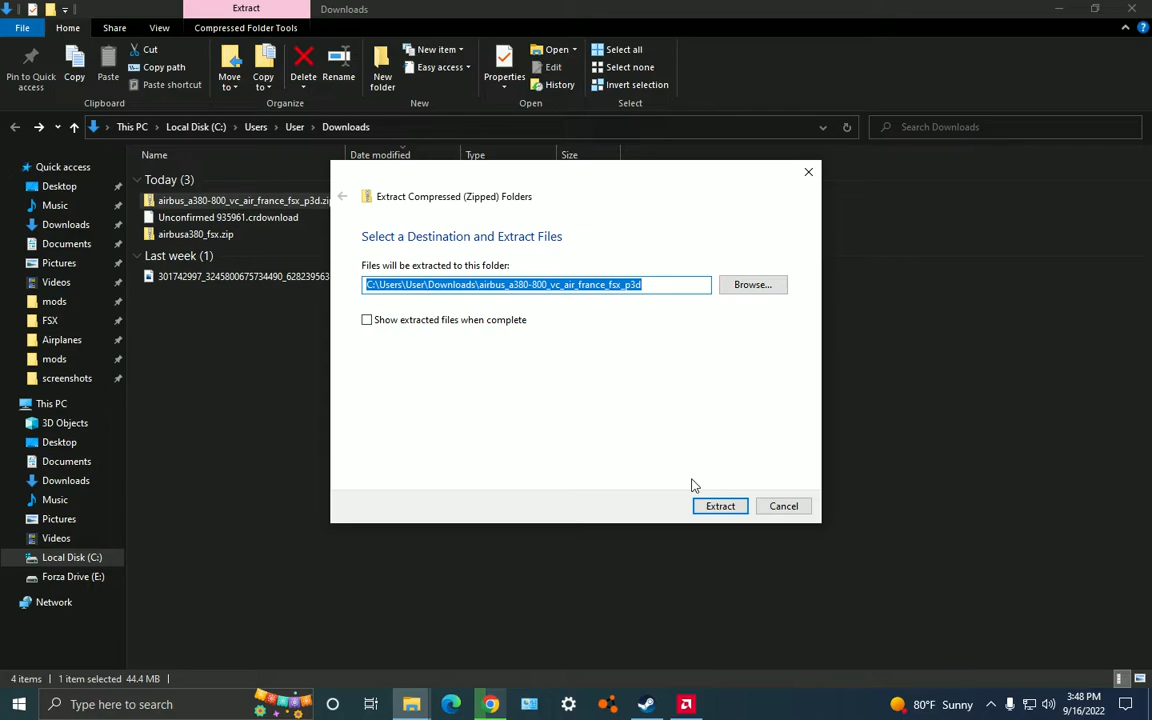 Extract
Downloads
File
Home
Share
View
Compressed Folder Tools
Pin to Quick access
Copy
Paste
Cut
Copy path
Paste shortcut
Clipboard
Move to
Copy to
Delete
Rename
Organize
New folder
New item
Easy access
New
Properties
Open
Edit
History
Open
Select all
Select none
Invert selection
Select
This PC
Local Disk (C:)
Users
User
Downloads
Search Downloads
Name
Date modified
Type
Size
Quick access
Desktop
Music
Downloads
Documents
Pictures
Videos
mods
FSX
Airplanes
mods
screenshots
This PC
3D Objects
Desktop
Documents
Downloads
Music
Pictures
Videos
Local Disk (C:)
Forza Drive (E:)
Network
Today (3)
airbus_a380-800_vc_air_france_fsx_p3d.zip
Unconfirmed 935961.crdownload
airbusa380_fsx.zip
Last week (1)
301742997_3245800675734490_628239563
Extract Compressed (Zipped) Folders
Select a Destination and Extract Files
Files will be extracted to this folder:
C:\Users\User\Downloads\airbus_a380-800_vc_air_france_fsx_p3d
Browse...
Show extracted files when complete
Extract
Cancel
4 items
1 item selected 44.4 MB
Type here to search
80°F Sunny
3:48 PM
9/16/2022